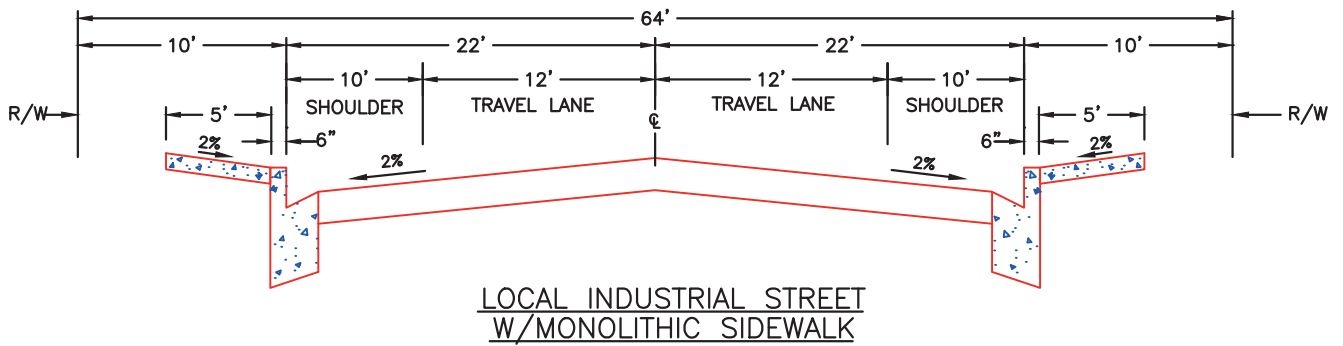 64'
10' 22' 22' 10'
10' 12' 12' 10'
SHOULDER TRAVEL LANE TRAVEL LANE SHOULDER
R/W 5' ℄ 5' R/W
6" 6"
2% 2% 2% 2%
LOCAL INDUSTRIAL STREET
W/MONOLITHIC SIDEWALK